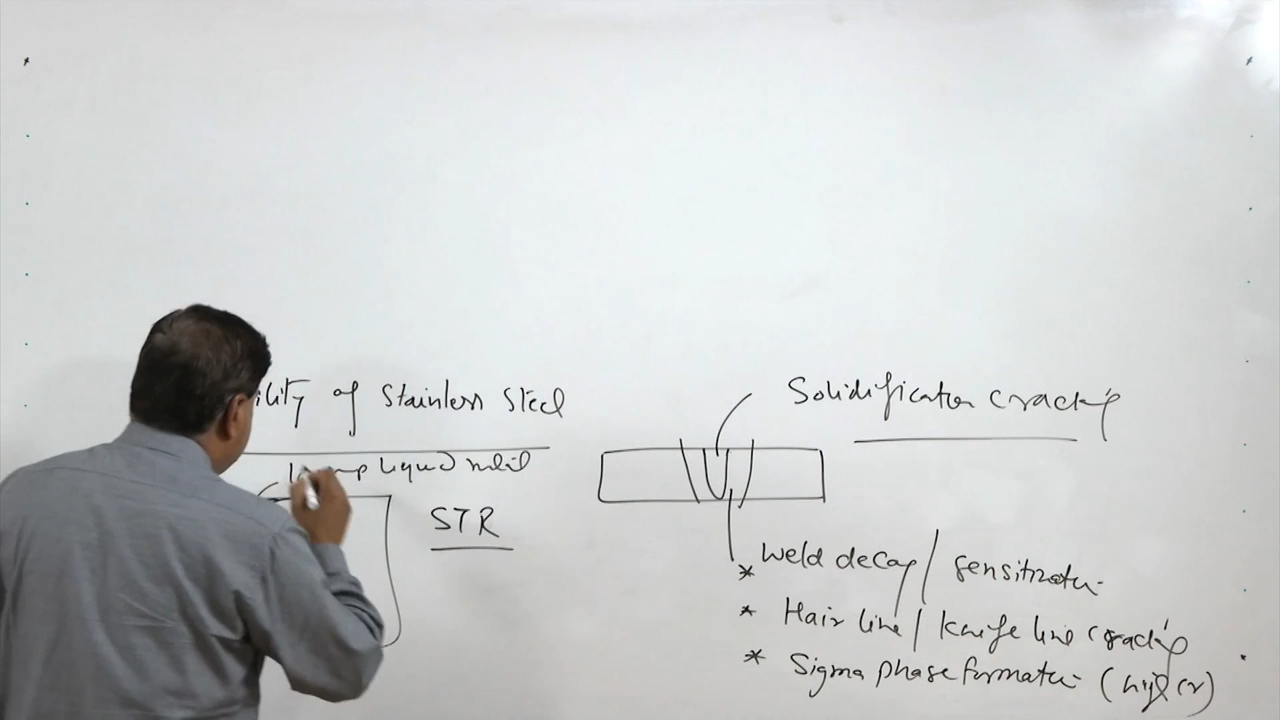 ility of Stainless Steel
liquid
STR
Solidification cracking
* Weld decay / Sensitization
* Hair line / Knife line cracking
* Sigma phase formation (high Cr)